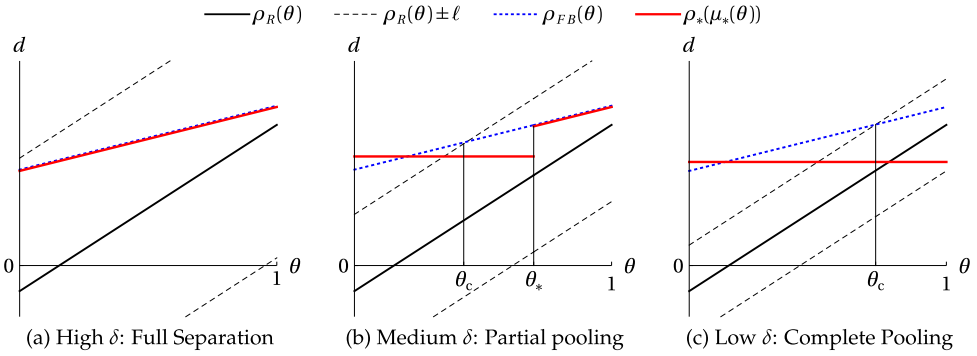 ρ_R(θ) ρ_R(θ) ± ℓ ρ_FB(θ) ρ_*(μ_*(θ))
d d d
0 θ 0 θ 0 θ
1 θ_c θ_* 1 θ_c 1
(a) High δ: Full Separation (b) Medium δ: Partial pooling (c) Low δ: Complete Pooling